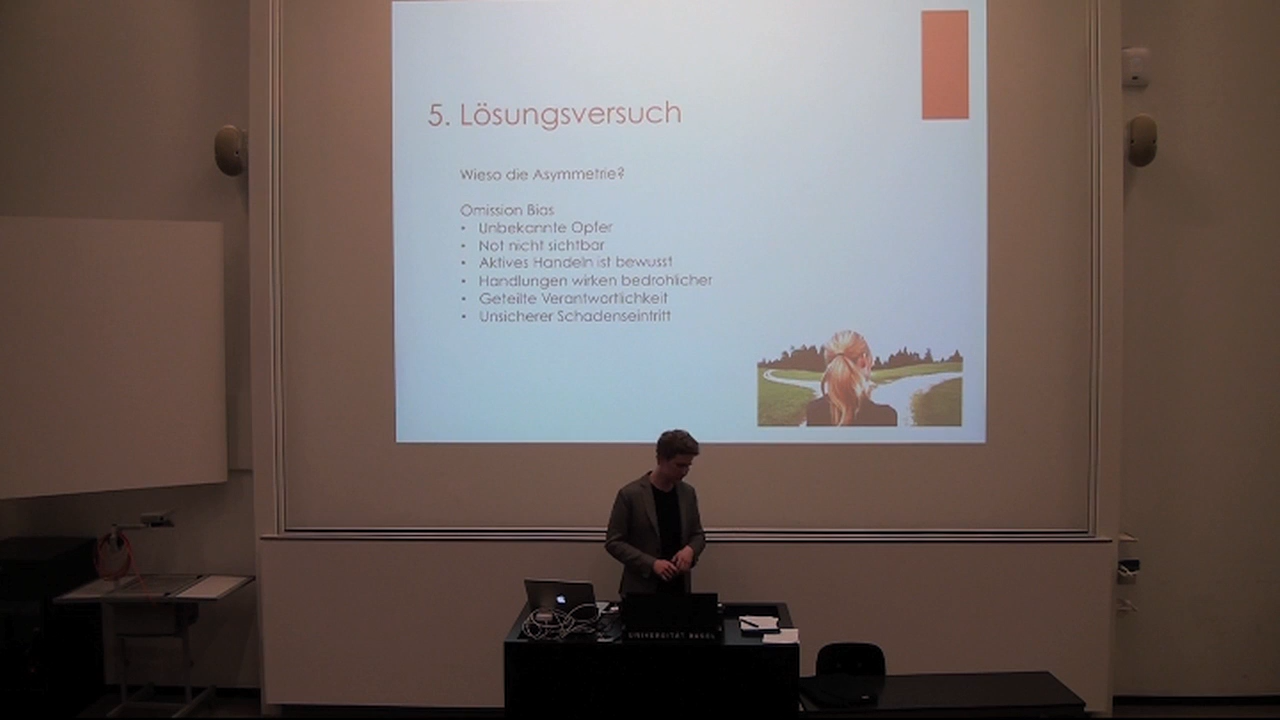 5. Lösungsversuch
Wieso die Asymmetrie?
Omission Bias
• Unbekannte Opfer
• Not nicht sichtbar
• Aktives Handeln ist bewusst
• Handlungen wirken bedrohlicher
• Geteilte Verantwortlichkeit
• Unsicherer Schadenseintritt
UNIVERSITÄT BASEL